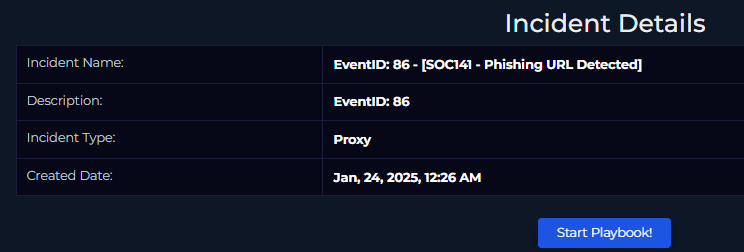 Incident Details
Incident Name: EventID: 86 - [SOC141 - Phishing URL Detected]
Description: EventID: 86
Incident Type: Proxy
Created Date: Jan, 24, 2025, 12:26 AM
Start Playbook!